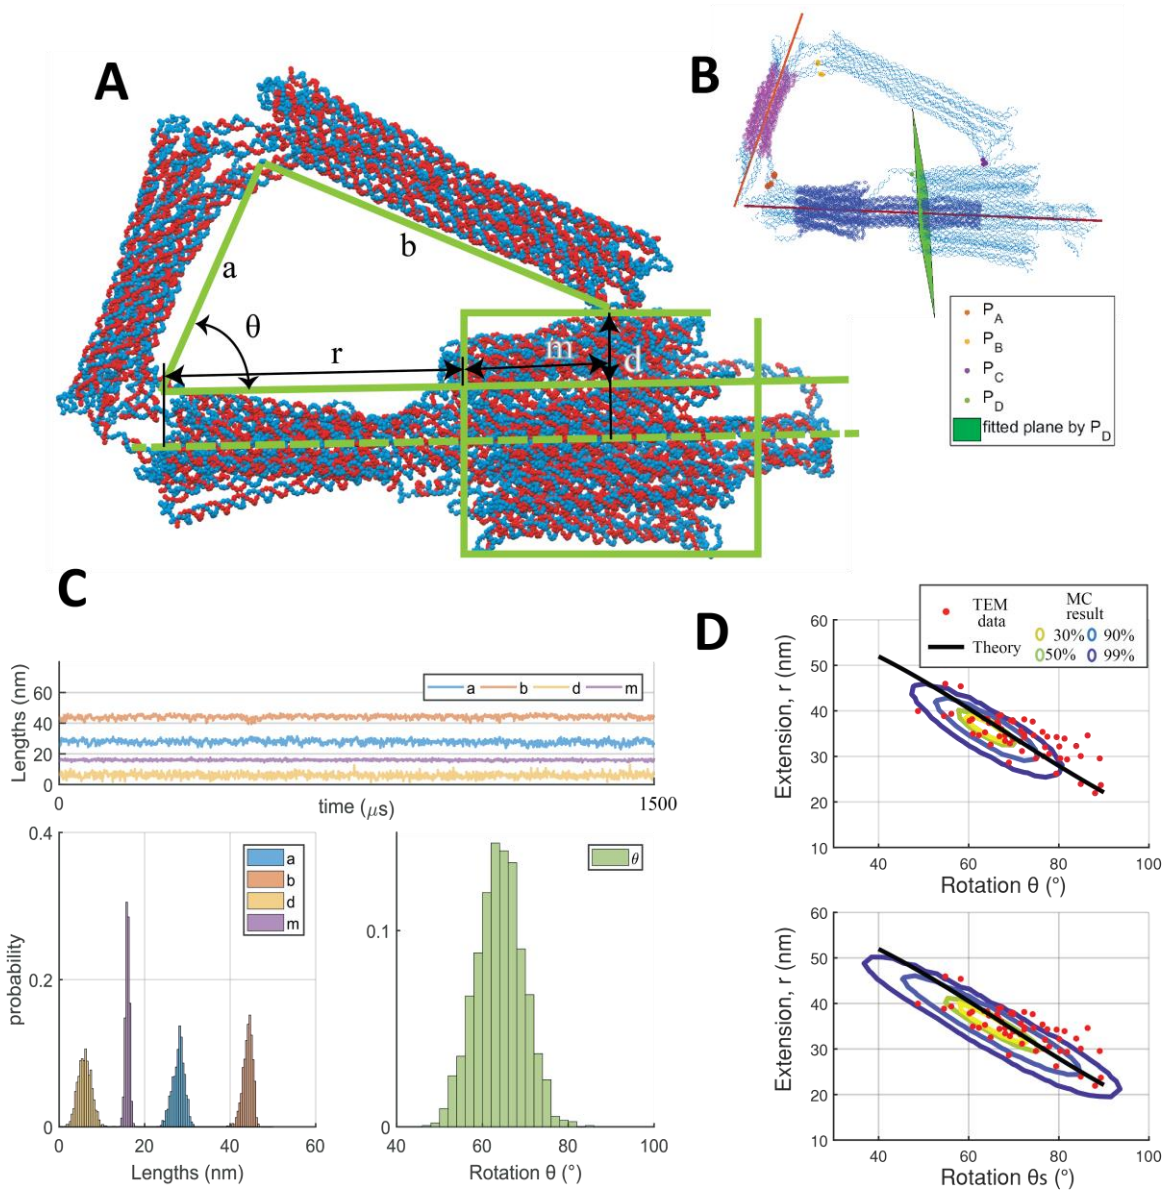 A
B
a
b
θ
r
m
d
P_A
P_B
P_C
P_D
fitted plane by P_D
C
Lengths (nm)
60
40
20
0
a b d m
0 1500
time (μs)
probability
0.4
0.2
0
a
b
d
m
0 20 40 60
Lengths (nm)
0.1
0
θ
40 60 80 100
Rotation θ (°)
D
TEM data
Theory
MC result
30% 90%
50% 99%
Extension, r (nm)
60
50
40
30
20
10
40 60 80 100
Rotation θ (°)
Extension, r (nm)
60
50
40
30
20
10
40 60 80 100
Rotation θs (°)